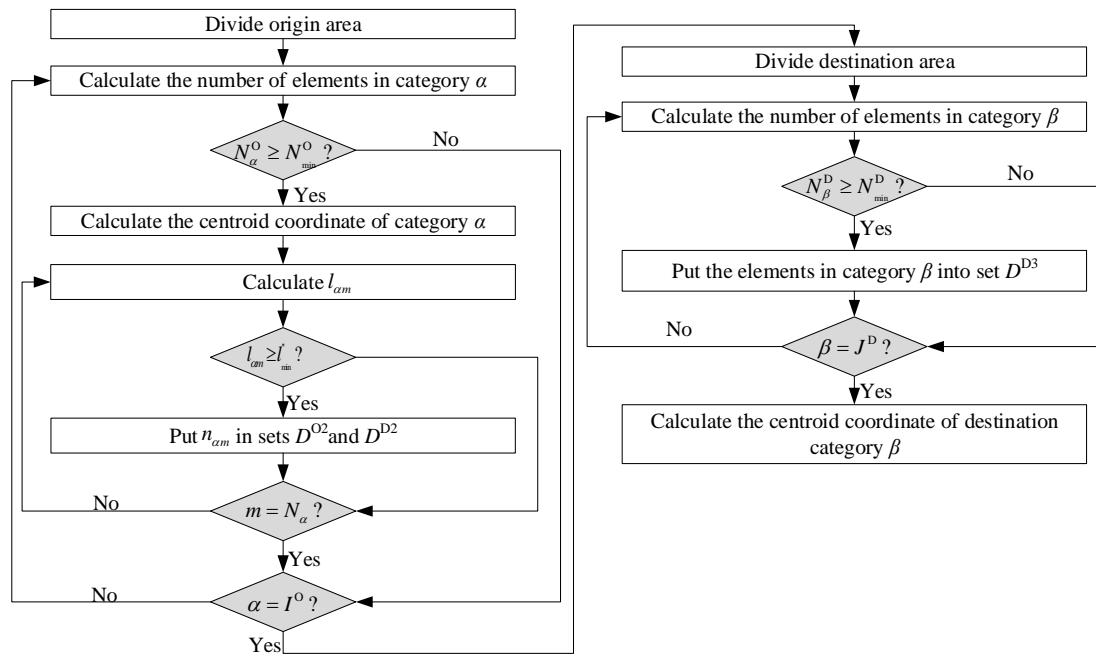 Divide origin area
Calculate the number of elements in category α
N_α^O ≥ N_min^O ?
No
Yes
Calculate the centroid coordinate of category α
Calculate l_αm
l_αm ≥ l*_min ?
Yes
Put n_αm in sets D^O2 and D^D2
No
m = N_α ?
Yes
No
α = I^O ?
Yes
Divide destination area
Calculate the number of elements in category β
N_β^D ≥ N_min^D ?
No
Yes
Put the elements in category β into set D^D3
No
β = J^D ?
Yes
Calculate the centroid coordinate of destination
category β